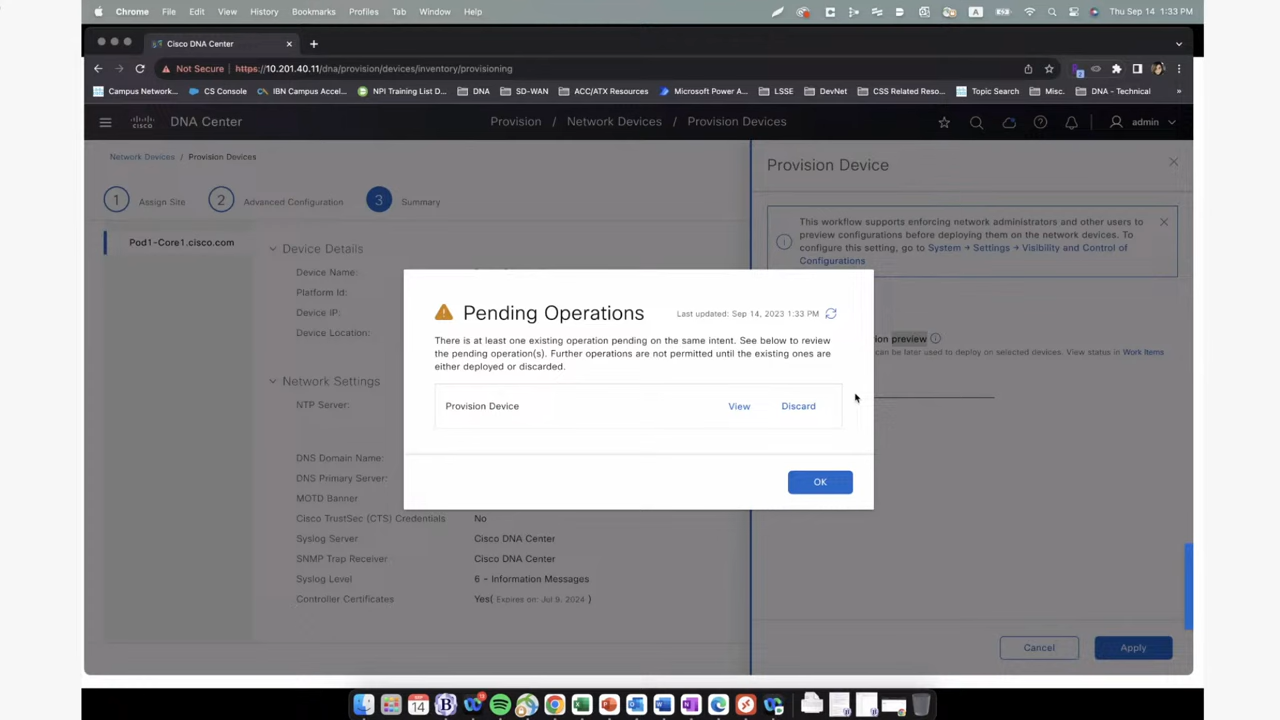 Chrome File Edit View History Bookmarks Profiles Tab Window Help
Thu Sep 14 1:33 PM
Cisco DNA Center
Not Secure https://10.201.40.11/dna/provision/devices/inventory/provisioning
Campus Network... CS Console IBN Campus Accel... NPI Training List D... DNA SD-WAN ACC/ATX Resources Microsoft Power A... LSSE DevNet CSS Related Reso... Topic Search Misc. DNA - Technical »
cisco DNA Center
Provision / Network Devices / Provision Devices
admin
Network Devices / Provision Devices
1 Assign Site 2 Advanced Configuration 3 Summary
Pod1-Core1.cisco.com
Device Details
Device Name:
Platform Id:
Device IP:
Device Location:
Network Settings
NTP Server:
DNS Domain Name:
DNS Primary Server:
MOTD Banner
Cisco TrustSec (CTS) Credentials No
Syslog Server Cisco DNA Center
SNMP Trap Receiver Cisco DNA Center
Syslog Level 6 - Information Messages
Controller Certificates Yes( Expires on: Jul 9, 2024 )
Provision Device
This workflow supports enforcing network administrators and other users to
preview configurations before deploying them on the network devices. To
configure this setting, go to System → Settings → Visibility and Control of
Configurations
ion preview
can be later used to deploy on selected devices. View status in Work Items
Cancel Apply
Pending Operations
Last updated: Sep 14, 2023 1:33 PM
There is at least one existing operation pending on the same intent. See below to review
the pending operation(s). Further operations are not permitted until the existing ones are
either deployed or discarded.
Provision Device View Discard
OK